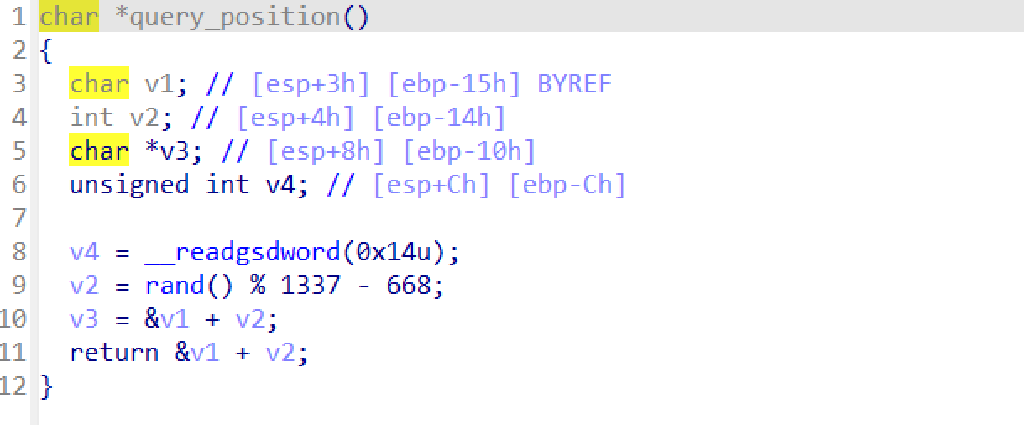 1 char *query_position()
2 {
3 char v1; // [esp+3h] [ebp-15h] BYREF
4 int v2; // [esp+4h] [ebp-14h]
5 char *v3; // [esp+8h] [ebp-10h]
6 unsigned int v4; // [esp+Ch] [ebp-Ch]
7
8 v4 = __readgsdword(0x14u);
9 v2 = rand() % 1337 - 668;
10 v3 = &v1 + v2;
11 return &v1 + v2;
12 }